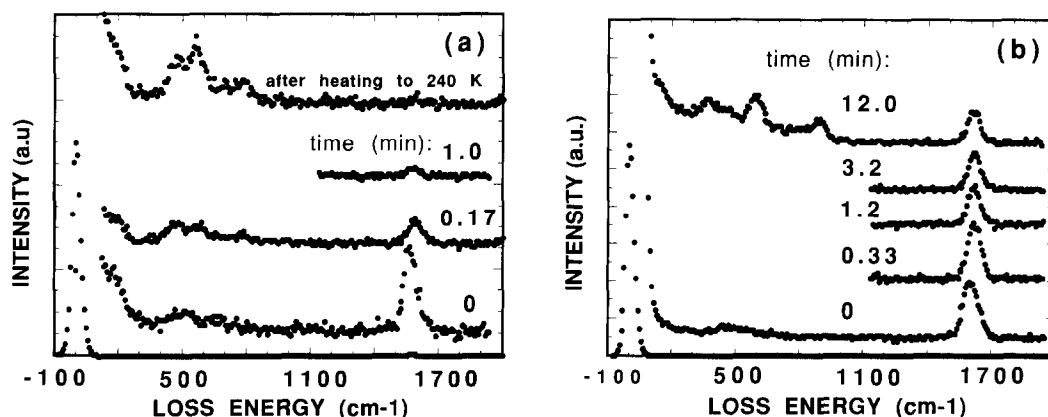 (a)
after heating to 240 K
time (min):
1.0
0.17
0
INTENSITY (a.u)
-100 500 1100 1700
LOSS ENERGY (cm-1)
(b)
time (min):
12.0
3.2
1.2
0.33
0
INTENSITY (a.u.)
-100 500 1100 1700
LOSS ENERGY (cm-1)